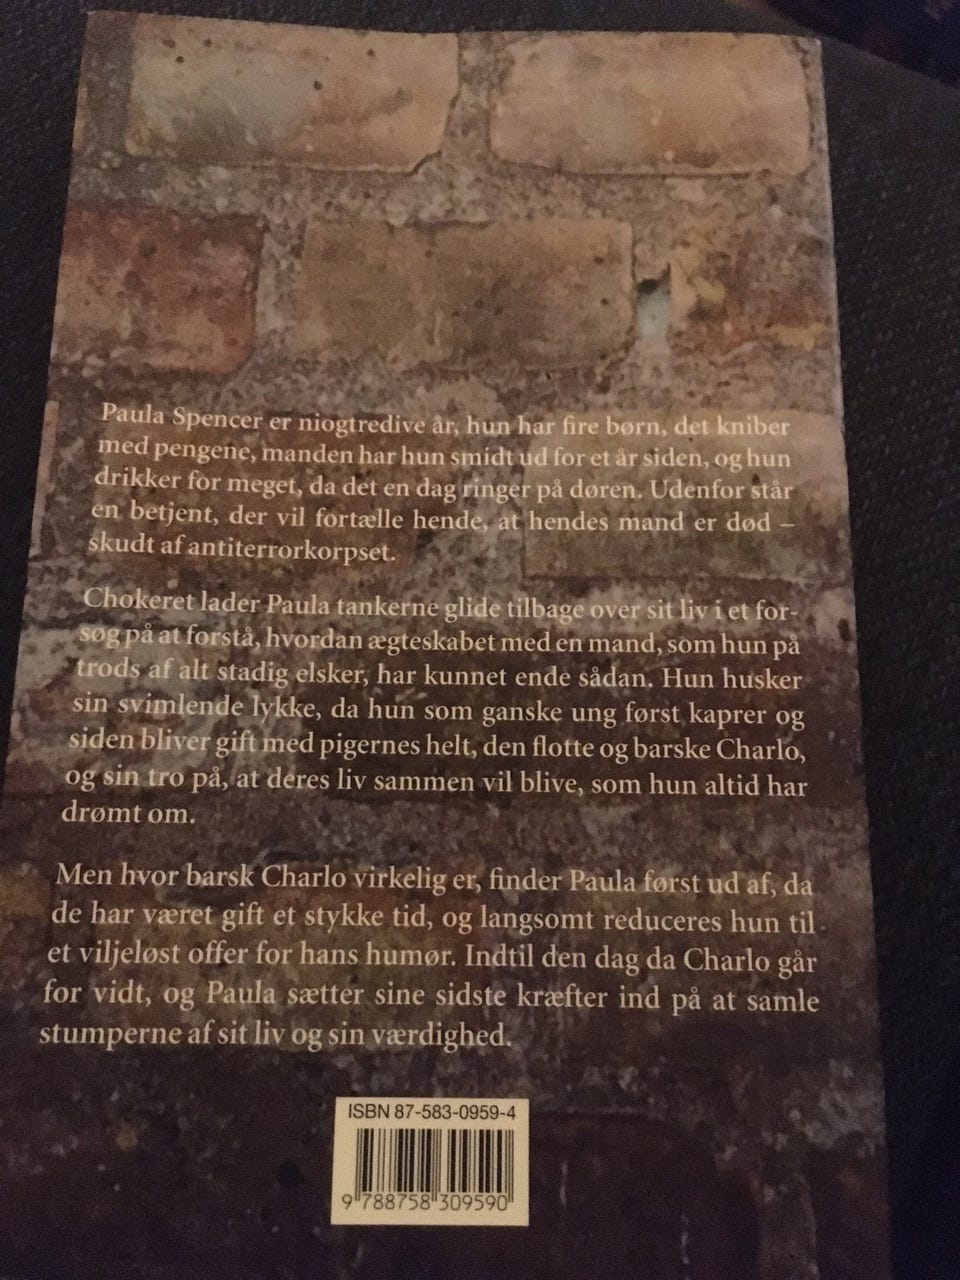 Paula Spencer er niogtredive år, hun har fire børn, det kniber
med pengene, manden har hun smidt ud for et år siden, og hun
drikker for meget, da det en dag ringer på døren. Udenfor står
en betjent, der vil fortælle hende, at hendes mand er død –
skudt af antiterrorkorpset.
Chokeret lader Paula tankerne glide tilbage over sit liv i et for-
søg på at forstå, hvordan ægteskabet med en mand, som hun på
trods af alt stadig elsker, har kunnet ende sådan. Hun husker
sin svimlende lykke, da hun som ganske ung først kaprer og
siden bliver gift med pigernes helt, den flotte og barske Charlo,
og sin tro på, at deres liv sammen vil blive, som hun altid har
drømt om.
Men hvor barsk Charlo virkelig er, finder Paula først ud af, da
de har været gift et stykke tid, og langsomt reduceres hun til
et viljeløst offer for hans humør. Indtil den dag da Charlo går
for vidt, og Paula sætter sine sidste kræfter ind på at samle
stumperne af sit liv og sin værdighed.
ISBN 87-583-0959-4
9 788758 309590